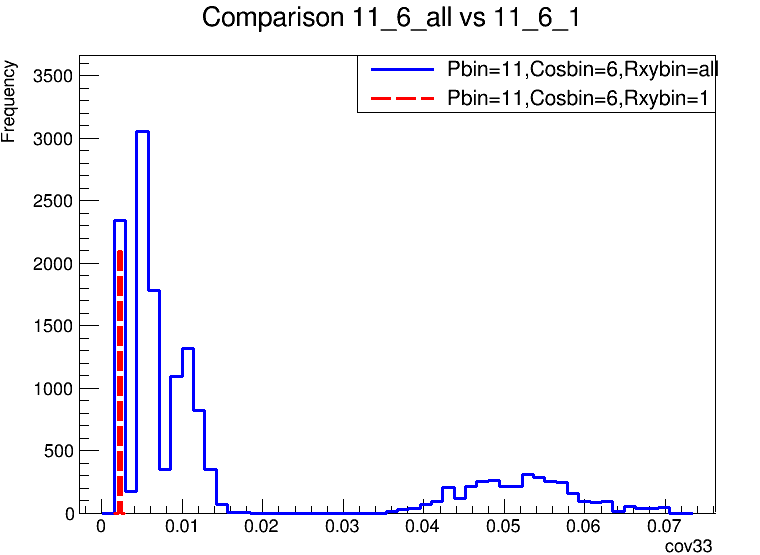 Comparison 11_6_all vs 11_6_1
Frequency
Pbin=11,Cosbin=6,Rxybin=all
Pbin=11,Cosbin=6,Rxybin=1
3500
3000
2500
2000
1500
1000
500
0
0 0.01 0.02 0.03 0.04 0.05 0.06 0.07
cov33